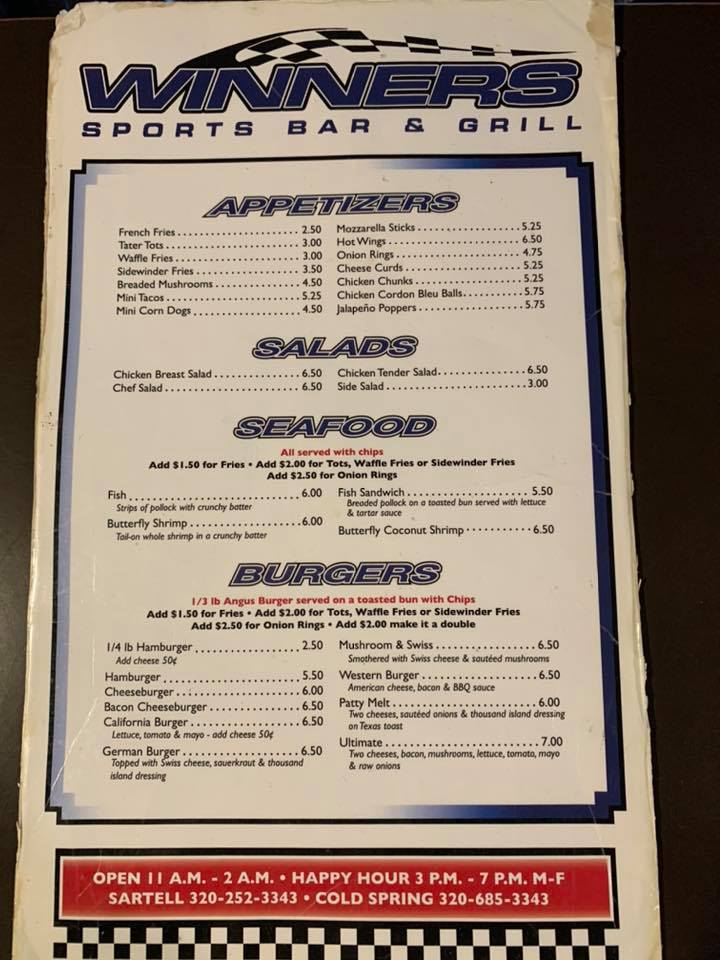 WINNERS
SPORTS BAR & GRILL
APPETIZERS
French Fries 2.50
Tater Tots 3.00
Waffle Fries 3.00
Sidewinder Fries 3.50
Breaded Mushrooms 4.50
Mini Tacos 5.25
Mini Corn Dogs 4.50
Mozzarella Sticks 5.25
Hot Wings 6.50
Onion Rings 4.75
Cheese Curds 5.25
Chicken Chunks 5.25
Chicken Cordon Bleu Balls 5.75
Jalapeño Poppers 5.75
SALADS
Chicken Breast Salad 6.50
Chef Salad 6.50
Chicken Tender Salad 6.50
Side Salad 3.00
SEAFOOD
All served with chips
Add $1.50 for Fries • Add $2.00 for Tots, Waffle Fries or Sidewinder Fries
Add $2.50 for Onion Rings
Fish 6.00
Strips of pollock with crunchy batter
Butterfly Shrimp 6.00
Tail-on whole shrimp in a crunchy batter
Fish Sandwich 5.50
Breaded pollock on a toasted bun served with lettuce
& tartar sauce
Butterfly Coconut Shrimp 6.50
BURGERS
1/3 lb Angus Burger served on a toasted bun with Chips
Add $1.50 for Fries • Add $2.00 for Tots, Waffle Fries or Sidewinder Fries
Add $2.50 for Onion Rings • Add $2.00 make it a double
1/4 lb Hamburger 2.50
Add cheese 50¢
Hamburger 5.50
Cheeseburger 6.00
Bacon Cheeseburger 6.50
California Burger 6.50
Lettuce, tomato & mayo - add cheese 50¢
German Burger 6.50
Topped with Swiss cheese, sauerkraut & thousand
island dressing
Mushroom & Swiss 6.50
Smothered with Swiss cheese & sautéed mushrooms
Western Burger 6.50
American cheese, bacon & BBQ sauce
Patty Melt 6.00
Two cheeses, sautéed onions & thousand island dressing
on Texas toast
Ultimate 7.00
Two cheeses, bacon, mushrooms, lettuce, tomato, mayo
& raw onions
OPEN 11 A.M. - 2 A.M. • HAPPY HOUR 3 P.M. - 7 P.M. M-F
SARTELL 320-252-3343 • COLD SPRING 320-685-3343